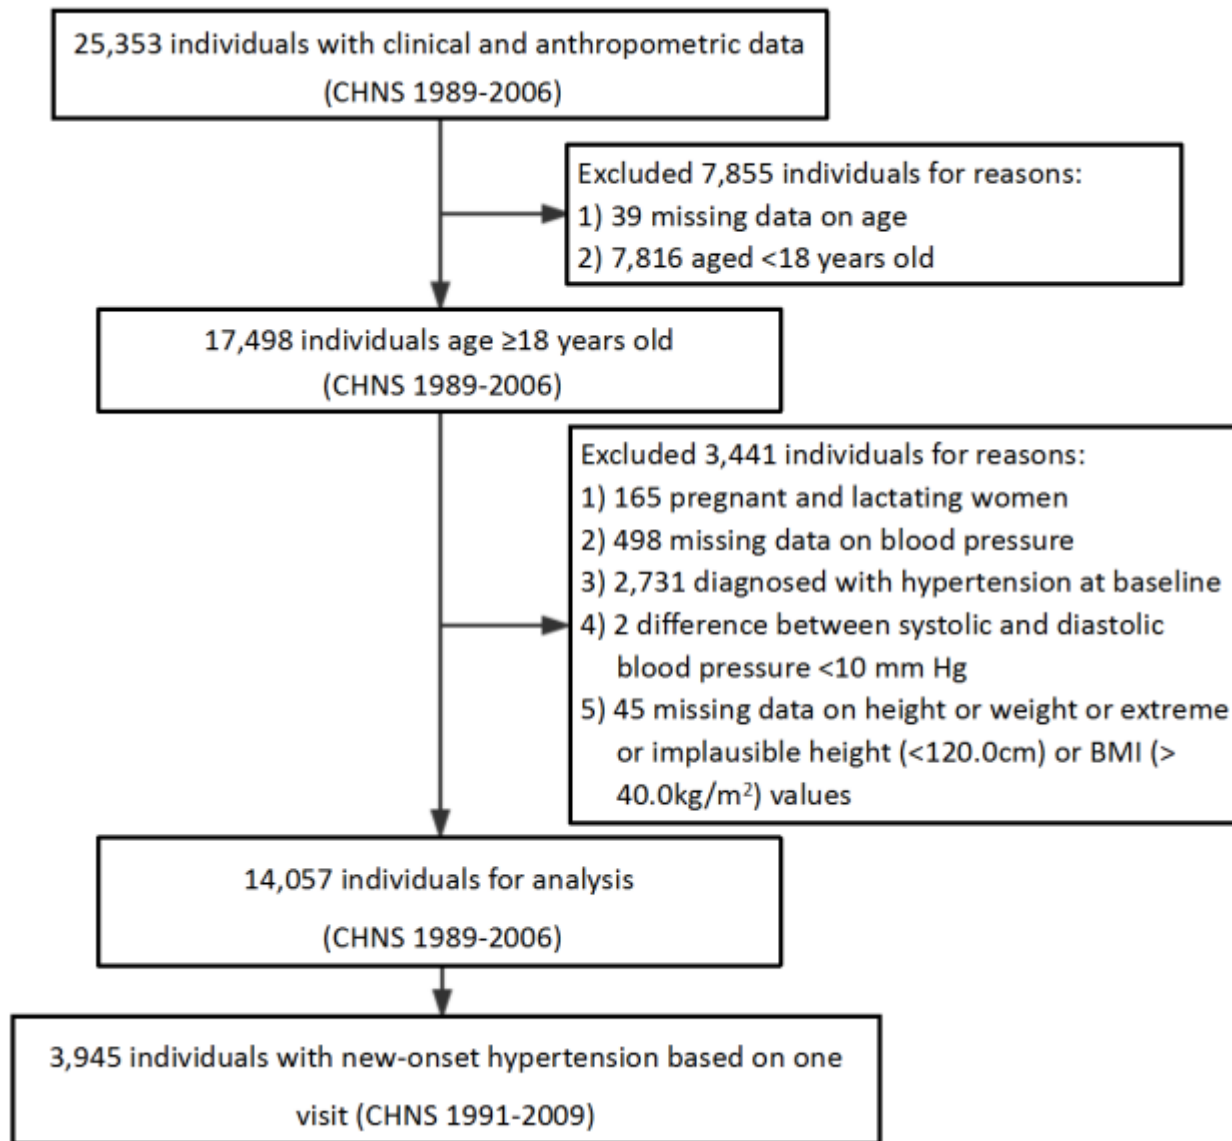 25,353 individuals with clinical and anthropometric data
(CHNS 1989-2006)
Excluded 7,855 individuals for reasons:
1) 39 missing data on age
2) 7,816 aged <18 years old
17,498 individuals age ≥18 years old
(CHNS 1989-2006)
Excluded 3,441 individuals for reasons:
1) 165 pregnant and lactating women
2) 498 missing data on blood pressure
3) 2,731 diagnosed with hypertension at baseline
4) 2 difference between systolic and diastolic
blood pressure <10 mm Hg
5) 45 missing data on height or weight or extreme
or implausible height (<120.0cm) or BMI (>
40.0kg/m²) values
14,057 individuals for analysis
(CHNS 1989-2006)
3,945 individuals with new-onset hypertension based on one
visit (CHNS 1991-2009)